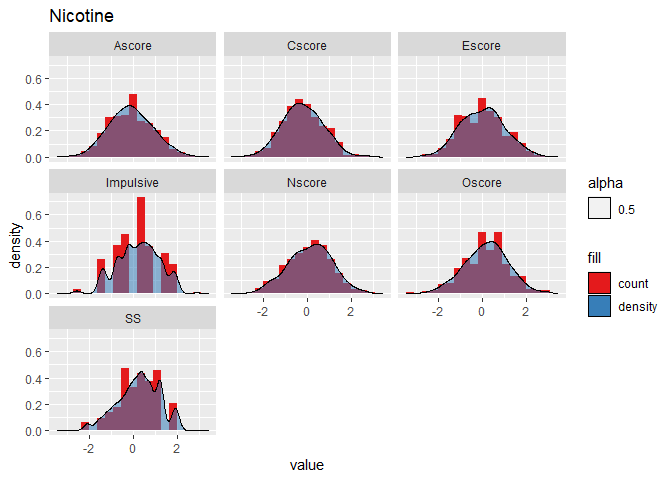 Nicotine
Ascore Cscore Escore
0.6
0.4
0.2
0.0
Impulsive Nscore Oscore
0.6
0.4
0.2
0.0
-2 0 2 -2 0 2
SS
0.6
0.4
0.2
0.0
-2 0 2
density
value
alpha
0.5
fill
count
density